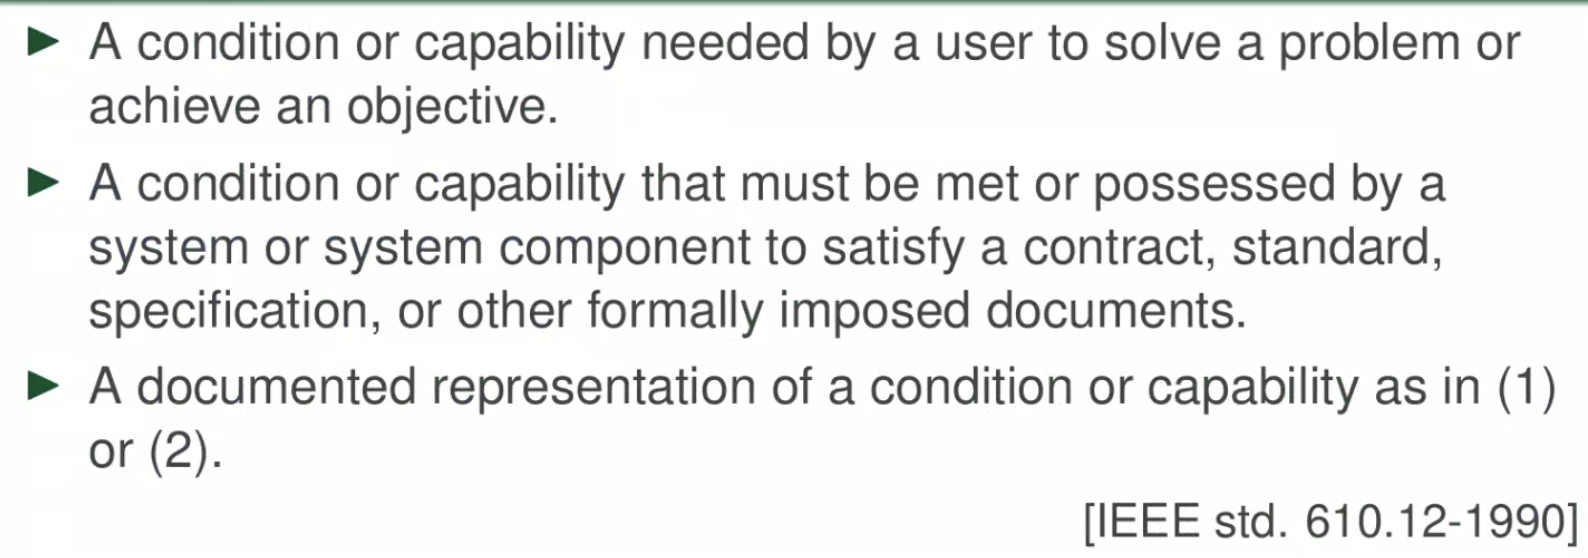 ► A condition or capability needed by a user to solve a problem or
achieve an objective.
► A condition or capability that must be met or possessed by a
system or system component to satisfy a contract, standard,
specification, or other formally imposed documents.
► A documented representation of a condition or capability as in (1)
or (2).
[IEEE std. 610.12-1990]